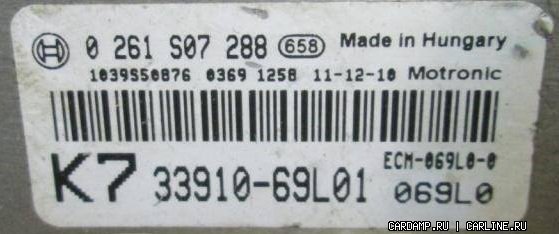 BOSCH
0 261 S07 288 658 Made in Hungary
1039S50876 0369 1258 11-12-10 Motronic
ECM-069L0-0
K7 33910-69L01 069L0
CARDAMP.RU | CARLINE.RU